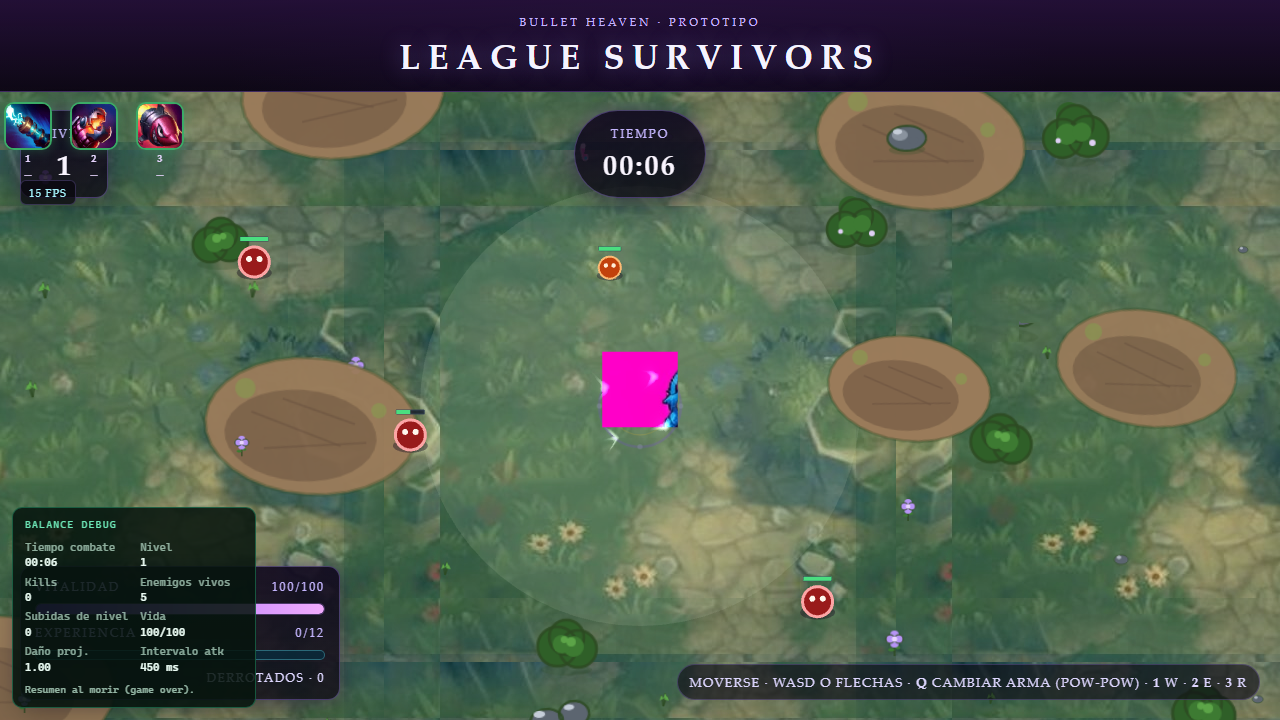 BULLET HEAVEN · PROTOTIPO
LEAGUE SURVIVORS
IV
1
2
3
1
–
–
–
15 FPS
TIEMPO
00:06
BALANCE DEBUG
Tiempo combate
Nivel
00:06
1
Kills
Enemigos vivos
0
5
Subidas de nivel
Vida
0
100/100
Daño proj.
Intervalo atk
1.00
450 ms
Resumen al morir (game over).
VITALIDAD
100/100
EXPERIENCIA
0/12
DERROTADOS · 0
MOVERSE · WASD O FLECHAS · Q CAMBIAR ARMA (POW-POW) · 1 W · 2 E · 3 R